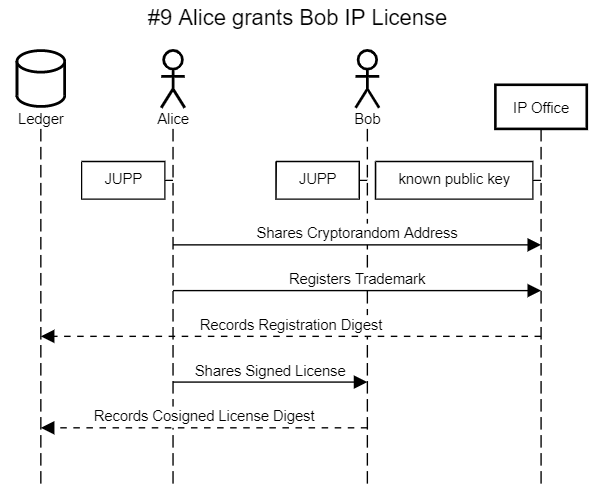 #9 Alice grants Bob IP License
Ledger
Alice
Bob
IP Office
JUPP
JUPP
known public key
Shares Cryptorandom Address
Registers Trademark
Records Registration Digest
Shares Signed License
Records Cosigned License Digest